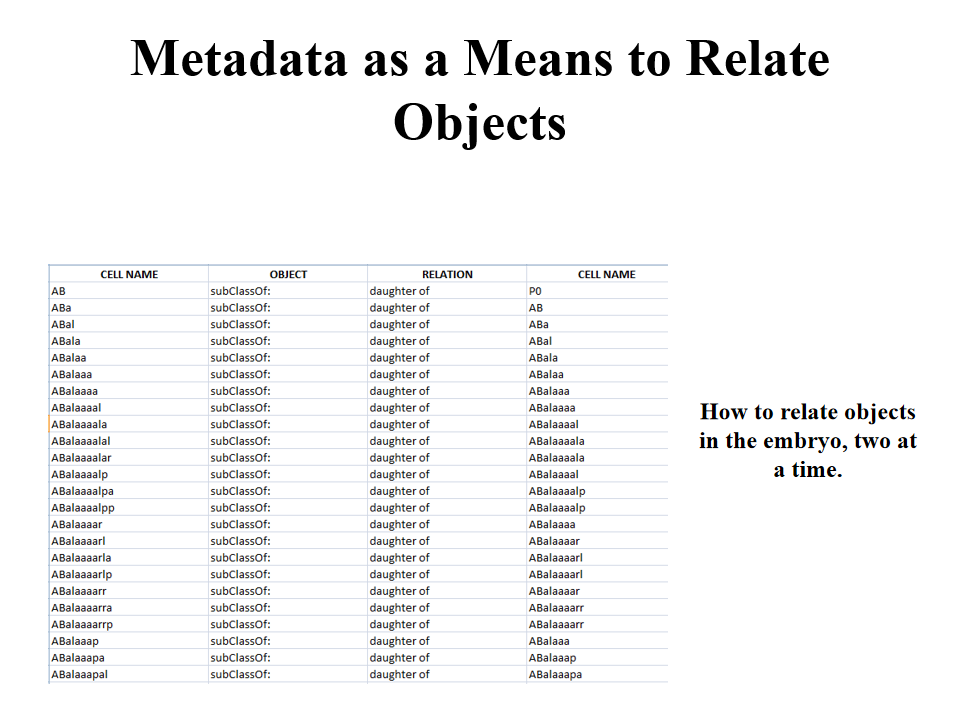 Metadata as a Means to Relate
Objects
CELL NAME OBJECT RELATION CELL NAME
AB subClassOf: daughter of P0
ABa subClassOf: daughter of AB
ABal subClassOf: daughter of ABa
ABala subClassOf: daughter of ABal
ABalaa subClassOf: daughter of ABala
ABalaaa subClassOf: daughter of ABalaa
ABalaaaa subClassOf: daughter of ABalaaa
ABalaaaal subClassOf: daughter of ABalaaaa
ABalaaaala subClassOf: daughter of ABalaaaal
ABalaaaalal subClassOf: daughter of ABalaaaala
ABalaaaalar subClassOf: daughter of ABalaaaala
ABalaaaalp subClassOf: daughter of ABalaaaal
ABalaaaalpa subClassOf: daughter of ABalaaaalp
ABalaaaalpp subClassOf: daughter of ABalaaaalp
ABalaaaar subClassOf: daughter of ABalaaaa
ABalaaaarl subClassOf: daughter of ABalaaaar
ABalaaaarla subClassOf: daughter of ABalaaaarl
ABalaaaarlp subClassOf: daughter of ABalaaaarl
ABalaaaarr subClassOf: daughter of ABalaaaar
ABalaaaarra subClassOf: daughter of ABalaaaarr
ABalaaaarrp subClassOf: daughter of ABalaaaarr
ABalaaap subClassOf: daughter of ABalaaa
ABalaaapa subClassOf: daughter of ABalaaap
ABalaaapal subClassOf: daughter of ABalaaapa
How to relate objects
in the embryo, two at
a time.